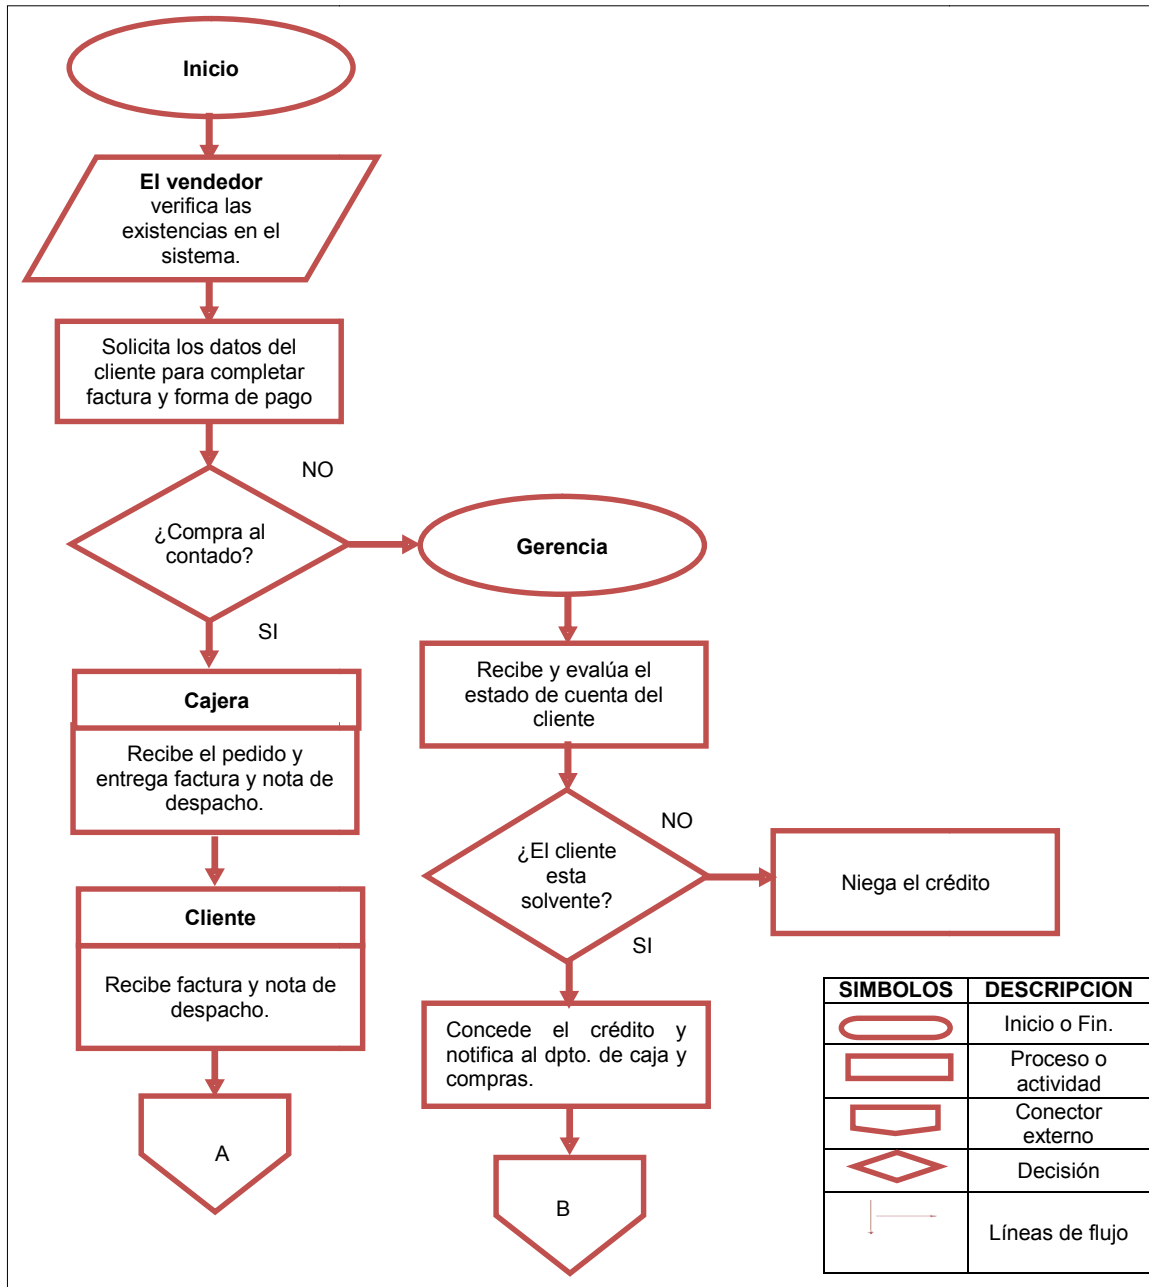 Inicio
El vendedor
verifica las
existencias en el
sistema.
Solicita los datos del
cliente para completar
factura y forma de pago
NO
¿Compra al
contado?
SI
Gerencia
Cajera
Recibe el pedido y
entrega factura y nota de
despacho.
Cliente
Recibe factura y nota de
despacho.
A
Recibe y evalúa el
estado de cuenta del
cliente
NO
¿El cliente
esta
solvente?
SI
Niega el crédito
Concede el crédito y
notifica al dpto. de caja y
compras.
B
SIMBOLOS DESCRIPCION
Inicio o Fin.
Proceso o
actividad
Conector
externo
Decisión
Líneas de flujo